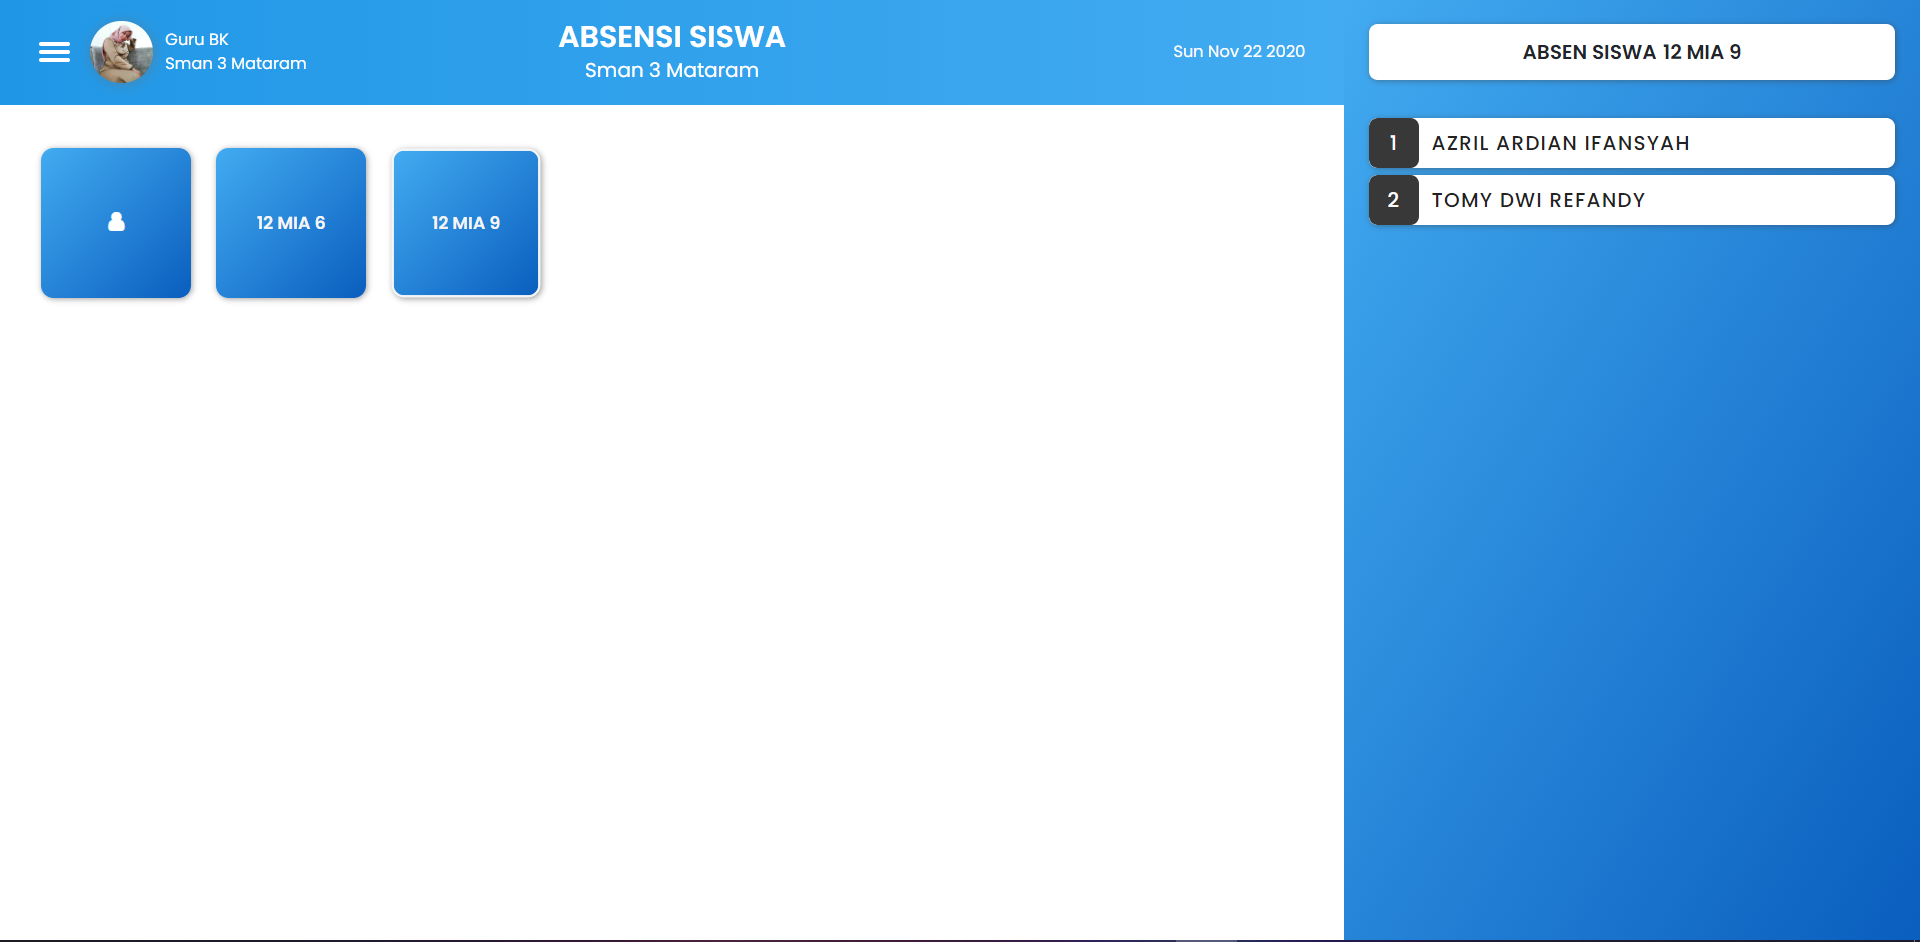 Guru BK
Sman 3 Mataram
ABSENSI SISWA
Sman 3 Mataram
Sun Nov 22 2020
12 MIA 6
12 MIA 9
ABSEN SISWA 12 MIA 9
1 AZRIL ARDIAN IFANSYAH
2 TOMY DWI REFANDY